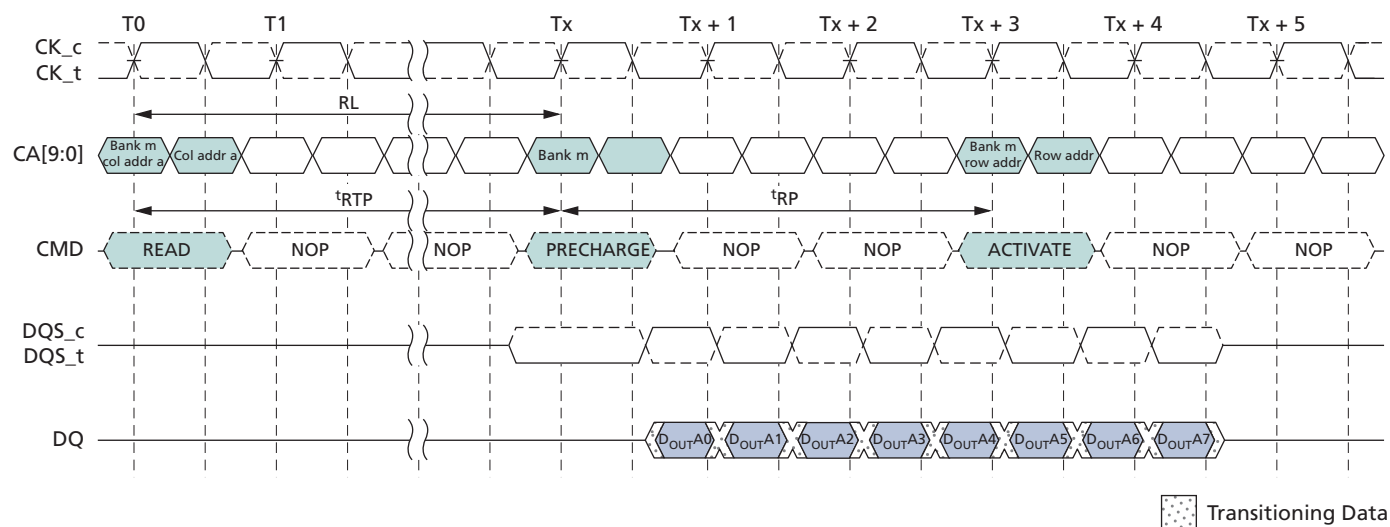 T0 T1 Tx Tx + 1 Tx + 2 Tx + 3 Tx + 4 Tx + 5
CK_c
CK_t
RL
CA[9:0] Bank m col addr a Col addr a Bank m Bank m row addr Row addr
tRTP tRP
CMD READ NOP NOP PRECHARGE NOP NOP ACTIVATE NOP NOP
DQS_c
DQS_t
DQ DOUTA0 DOUTA1 DOUTA2 DOUTA3 DOUTA4 DOUTA5 DOUTA6 DOUTA7
Transitioning Data